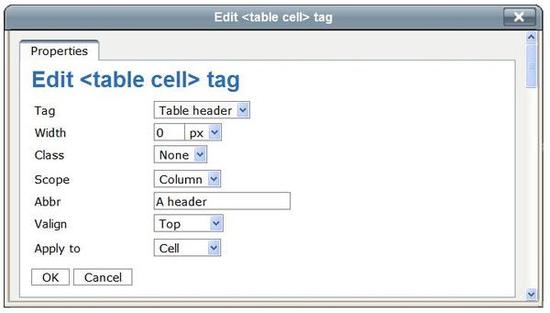 Edit <table cell> tag
Properties
Edit <table cell> tag
Tag Table header
Width 0 px
Class None
Scope Column
Abbr A header
Valign Top
Apply to Cell
OK Cancel